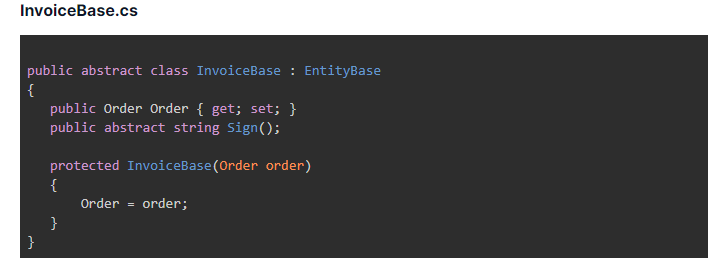 InvoiceBase.cs
public abstract class InvoiceBase : EntityBase
{
public Order Order { get; set; }
public abstract string Sign();
protected InvoiceBase(Order order)
{
Order = order;
}
}